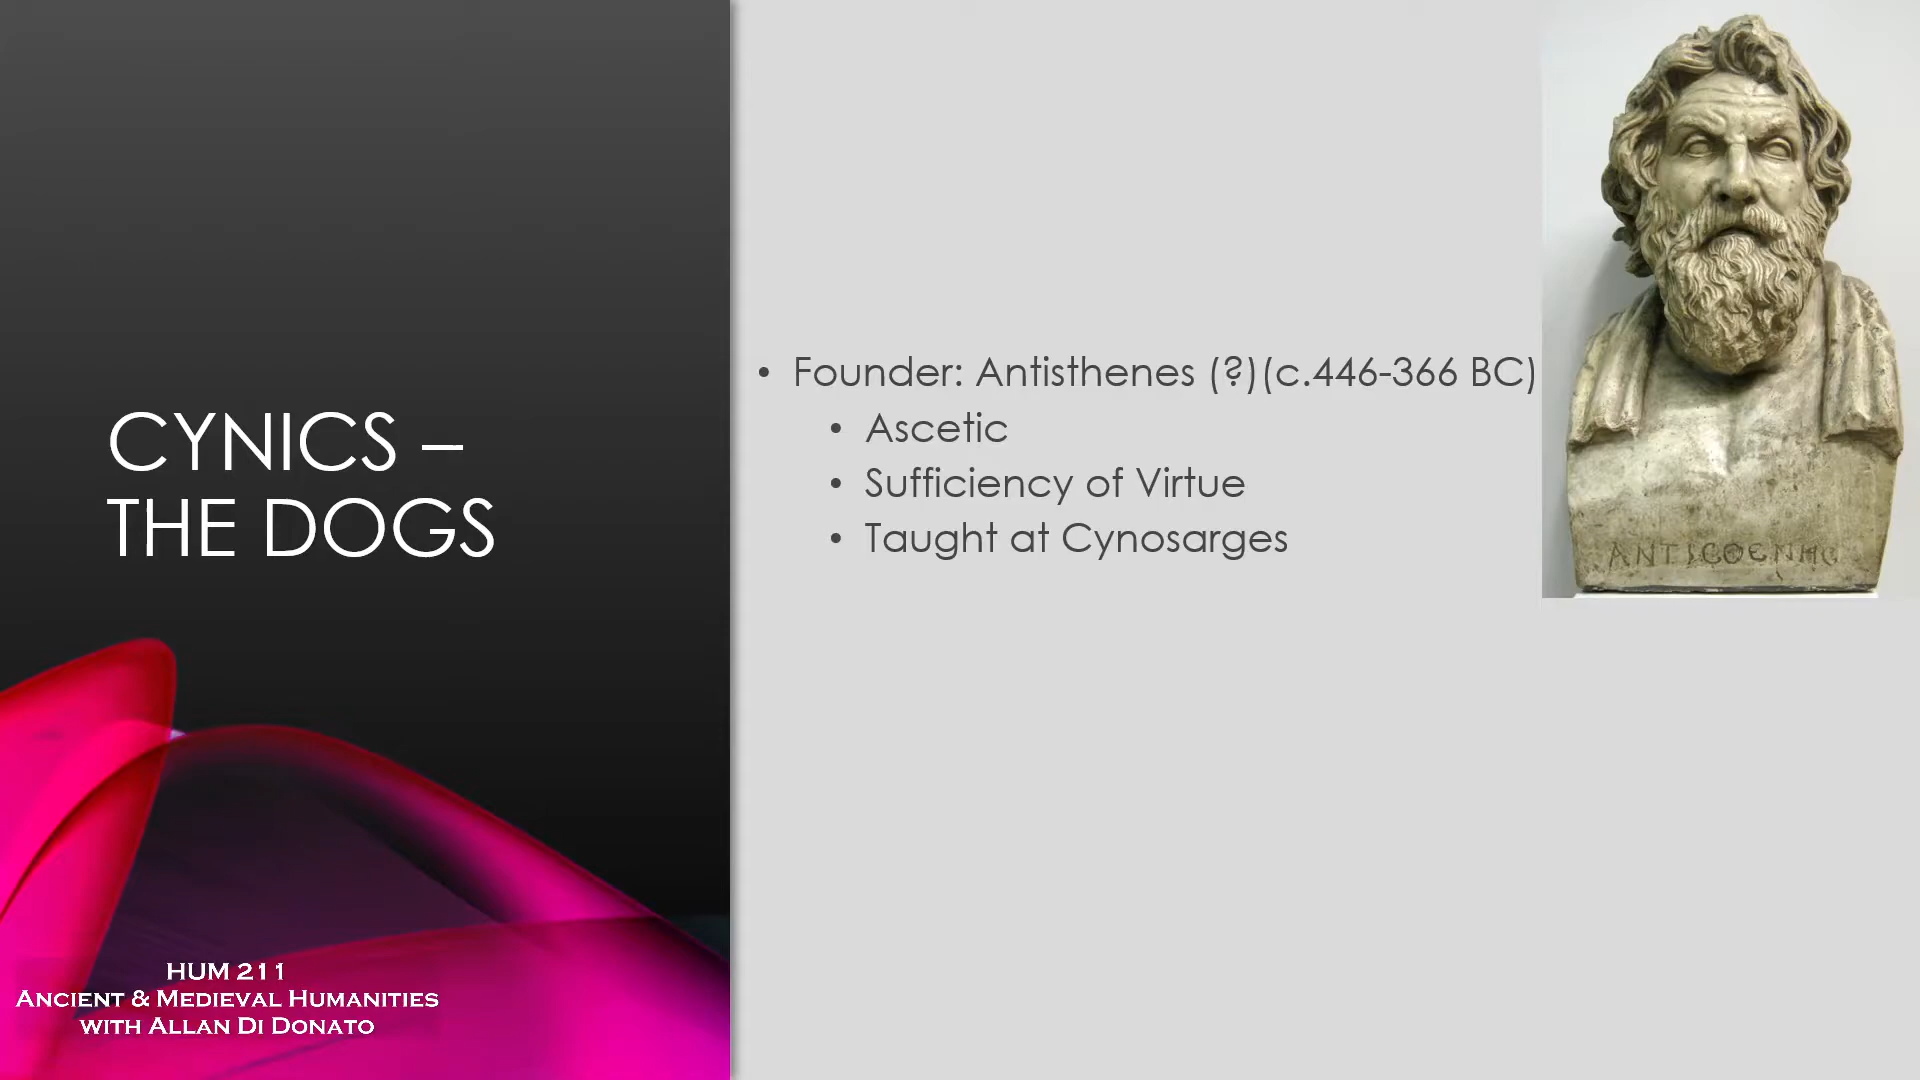 CYNICS –
THE DOGS
• Founder: Antisthenes (?)(c.446-366 BC)
• Ascetic
• Sufficiency of Virtue
• Taught at Cynosarges
ΑΝΤΙϹΘΕΝΗϹ
HUM 211
Ancient & Medieval Humanities
with Allan Di Donato